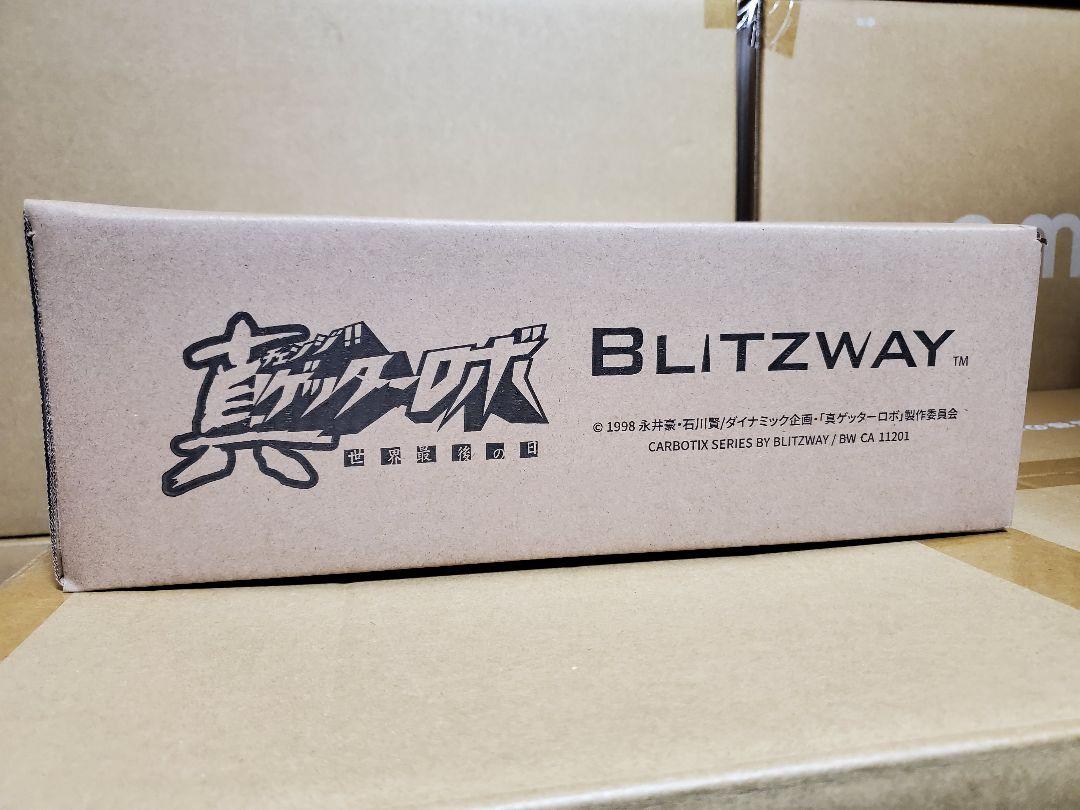 チェンジ!!
真ゲッターロボ
世界最後の日
BLITZWAY™
© 1998 永井豪・石川賢/ダイナミック企画・「真ゲッターロボ」製作委員会
CARBOTIX SERIES BY BLITZWAY / BW CA 11201